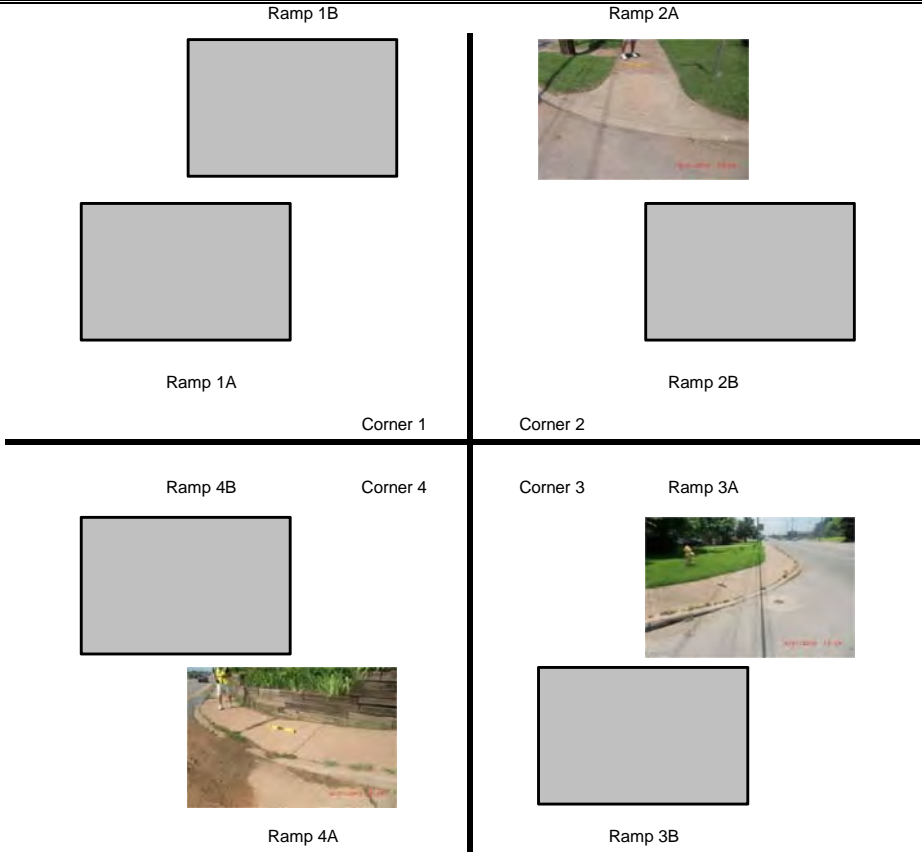 Ramp 1B
Ramp 2A
Ramp 1A
Ramp 2B
Corner 1
Corner 2
Ramp 4B
Corner 4
Corner 3
Ramp 3A
Ramp 4A
Ramp 3B